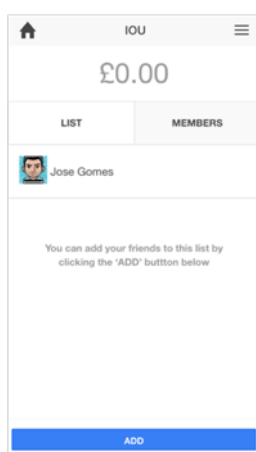 IOU
£0.00
LIST MEMBERS
Jose Gomes
You can add your friends to this list by
clicking the 'ADD' buttton below
ADD